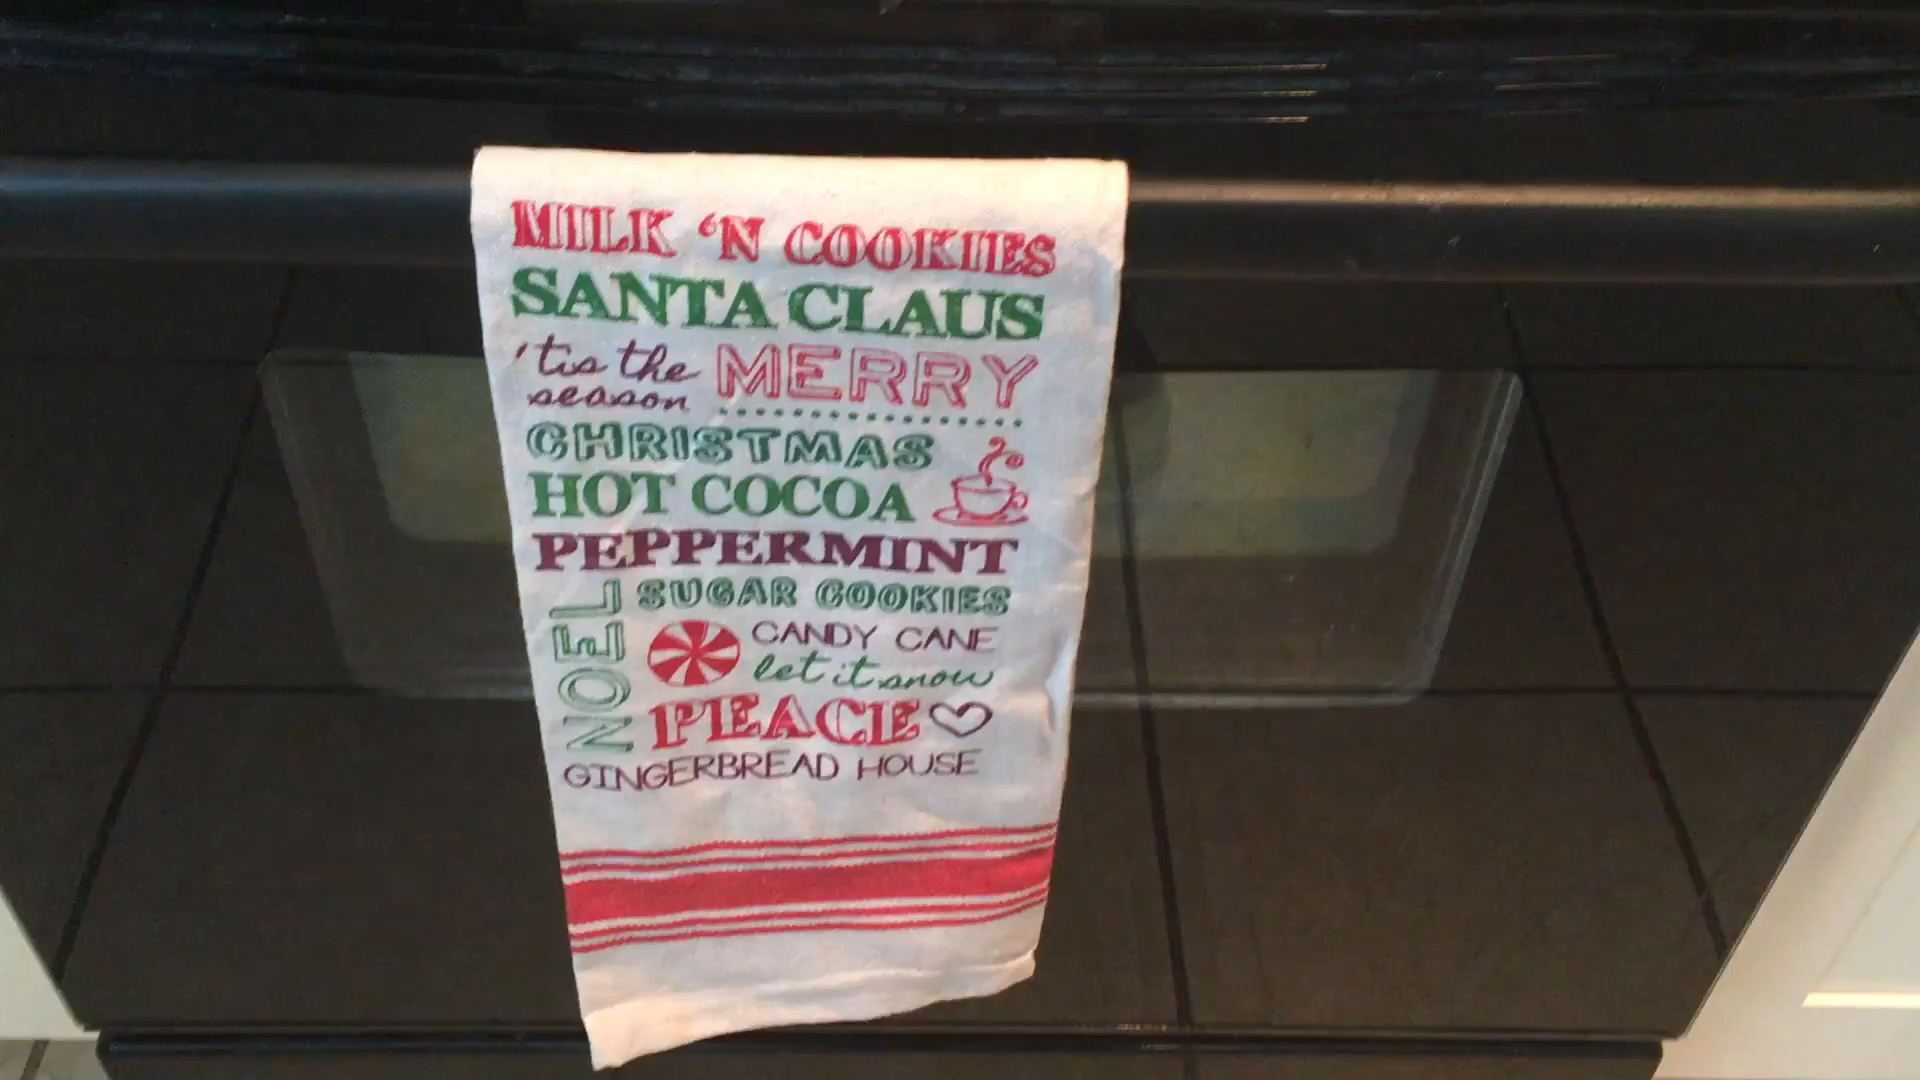 MILK 'N COOKIES
SANTA CLAUS
'tis the
season
MERRY
CHRISTMAS
HOT COCOA
PEPPERMINT
NOEL
SUGAR COOKIES
CANDY CANE
let it snow
PEACE
GINGERBREAD HOUSE